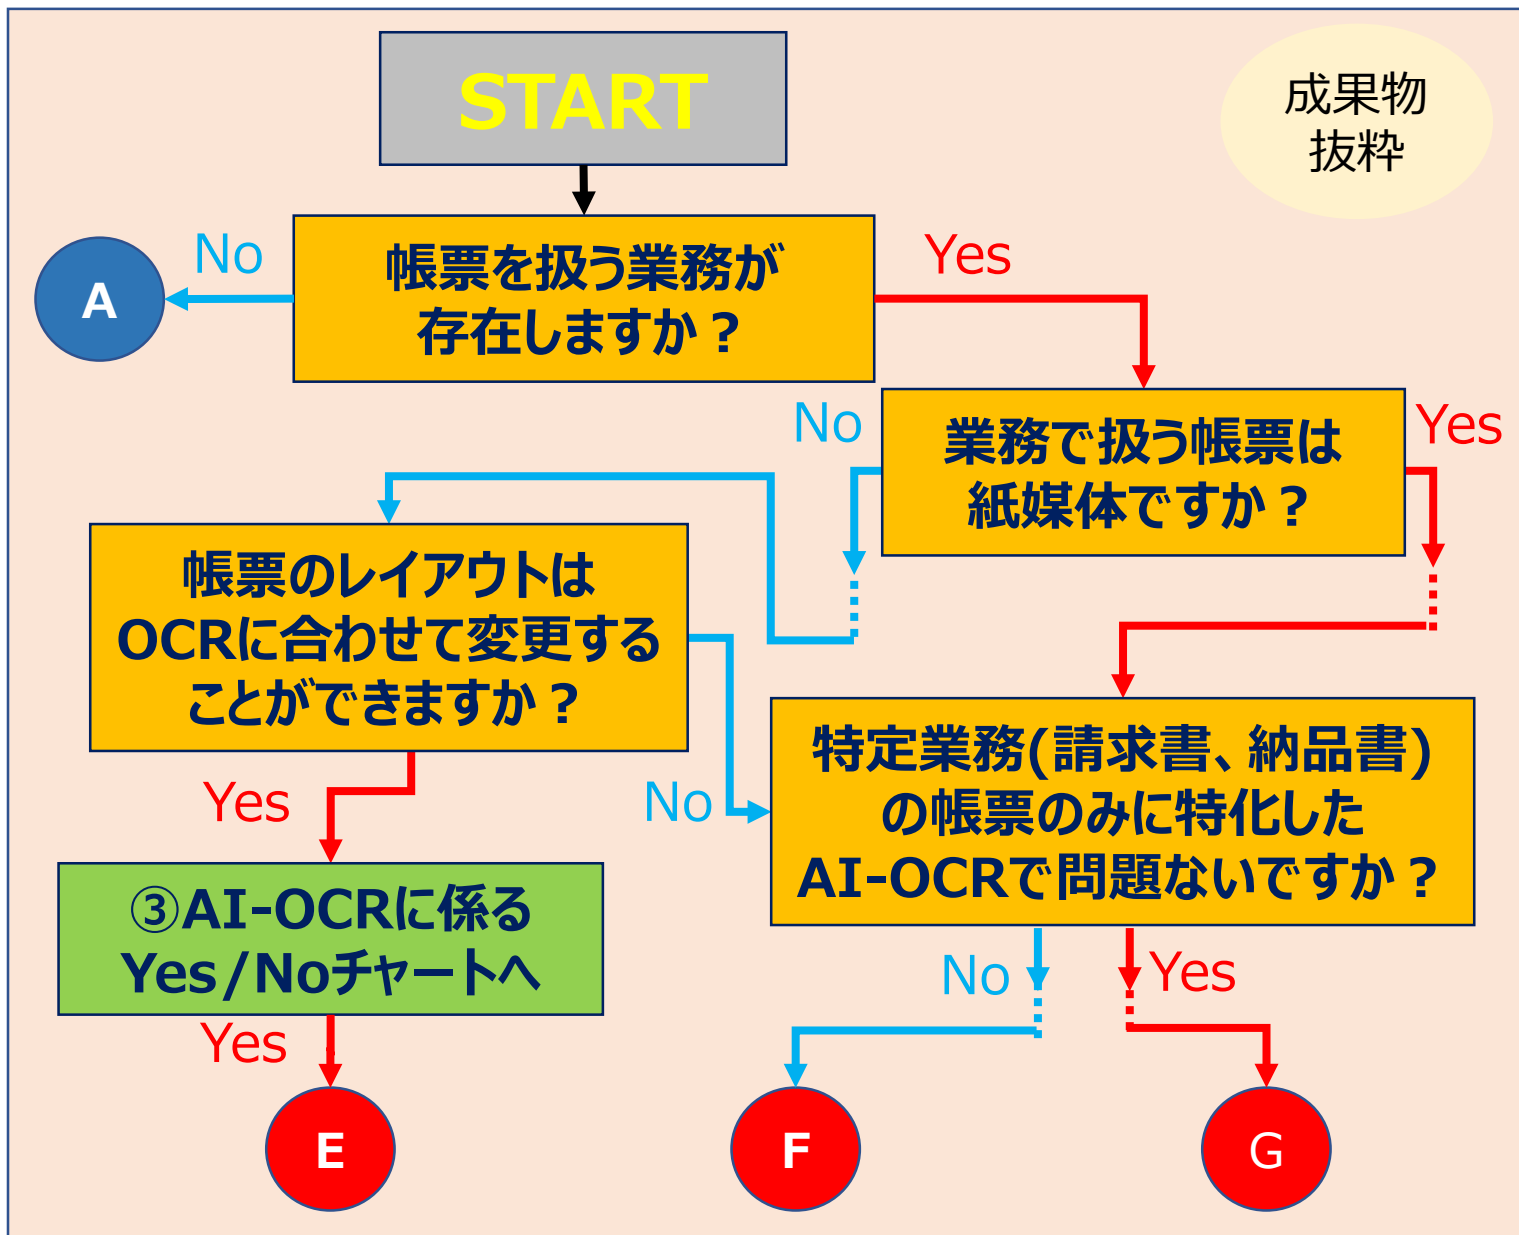 START
成果物
抜粋
帳票を扱う業務が
存在しますか？
No
Yes
A
業務で扱う帳票は
紙媒体ですか？
No
Yes
帳票のレイアウトは
OCRに合わせて変更する
ことができますか？
Yes
No
特定業務(請求書、納品書)
の帳票のみに特化した
AI-OCRで問題ないですか？
③AI-OCRに係る
Yes/Noチャートへ
No
Yes
Yes
E
F
G